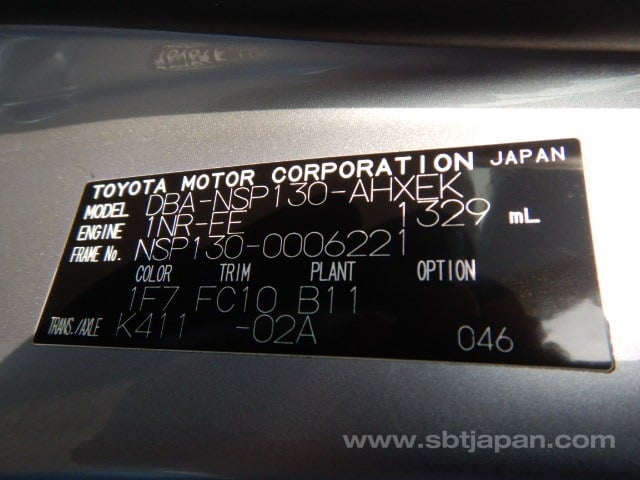 TOYOTA MOTOR CORPORATION JAPAN
MODEL DBA-NSP130-AHXEK
ENGINE 1NR-EE 1329 mL
FRAME No. NSP130-0006221
COLOR TRIM PLANT OPTION
1F7 FC10 B11
TRANS./AXLE K411 -02A 046
www.sbtjapan.com